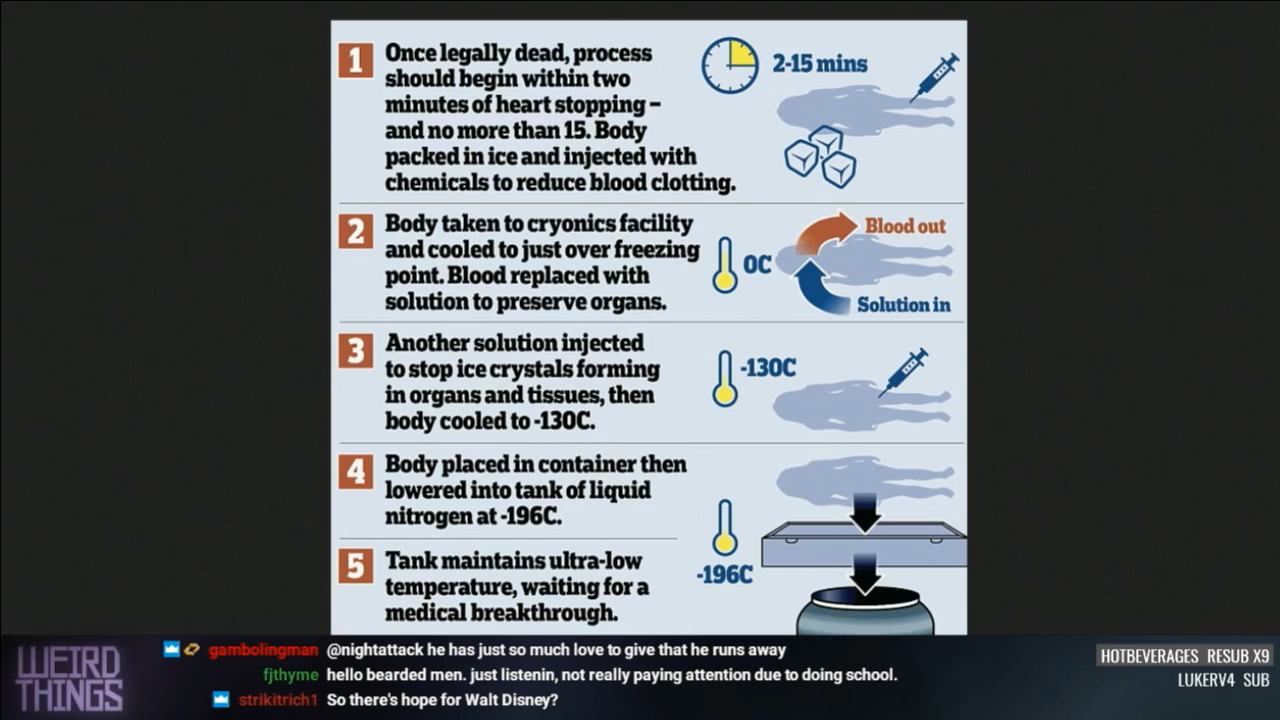 1 Once legally dead, process
should begin within two
minutes of heart stopping –
and no more than 15. Body
packed in ice and injected with
chemicals to reduce blood clotting.
2-15 mins
2 Body taken to cryonics facility
and cooled to just over freezing
point. Blood replaced with
solution to preserve organs.
0C
Blood out
Solution in
3 Another solution injected
to stop ice crystals forming
in organs and tissues, then
body cooled to -130C.
-130C
4 Body placed in container then
lowered into tank of liquid
nitrogen at -196C.
5 Tank maintains ultra-low
temperature, waiting for a
medical breakthrough.
-196C
WEIRD
THINGS
gambolingman @nightattack he has just so much love to give that he runs away
fjthyme hello bearded men. just listenin, not really paying attention due to doing school.
strikitrich1 So there's hope for Walt Disney?
HOTBEVERAGES RESUB X9
LUKERV4 SUB